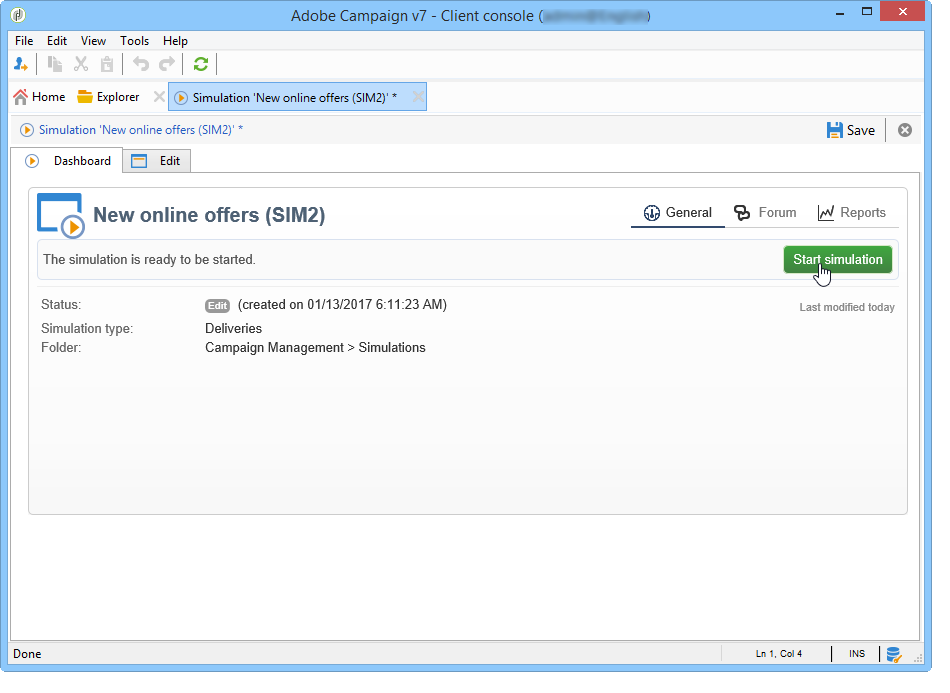 Adobe Campaign v7 - Client console (
File Edit View Tools Help
Home Explorer Simulation 'New online offers (SIM2)' *
Simulation 'New online offers (SIM2)' * Save
Dashboard Edit
New online offers (SIM2) General Forum Reports
The simulation is ready to be started. Start simulation
Status: Edit (created on 01/13/2017 6:11:23 AM) Last modified today
Simulation type: Deliveries
Folder: Campaign Management > Simulations
Done Ln 1, Col 4 INS